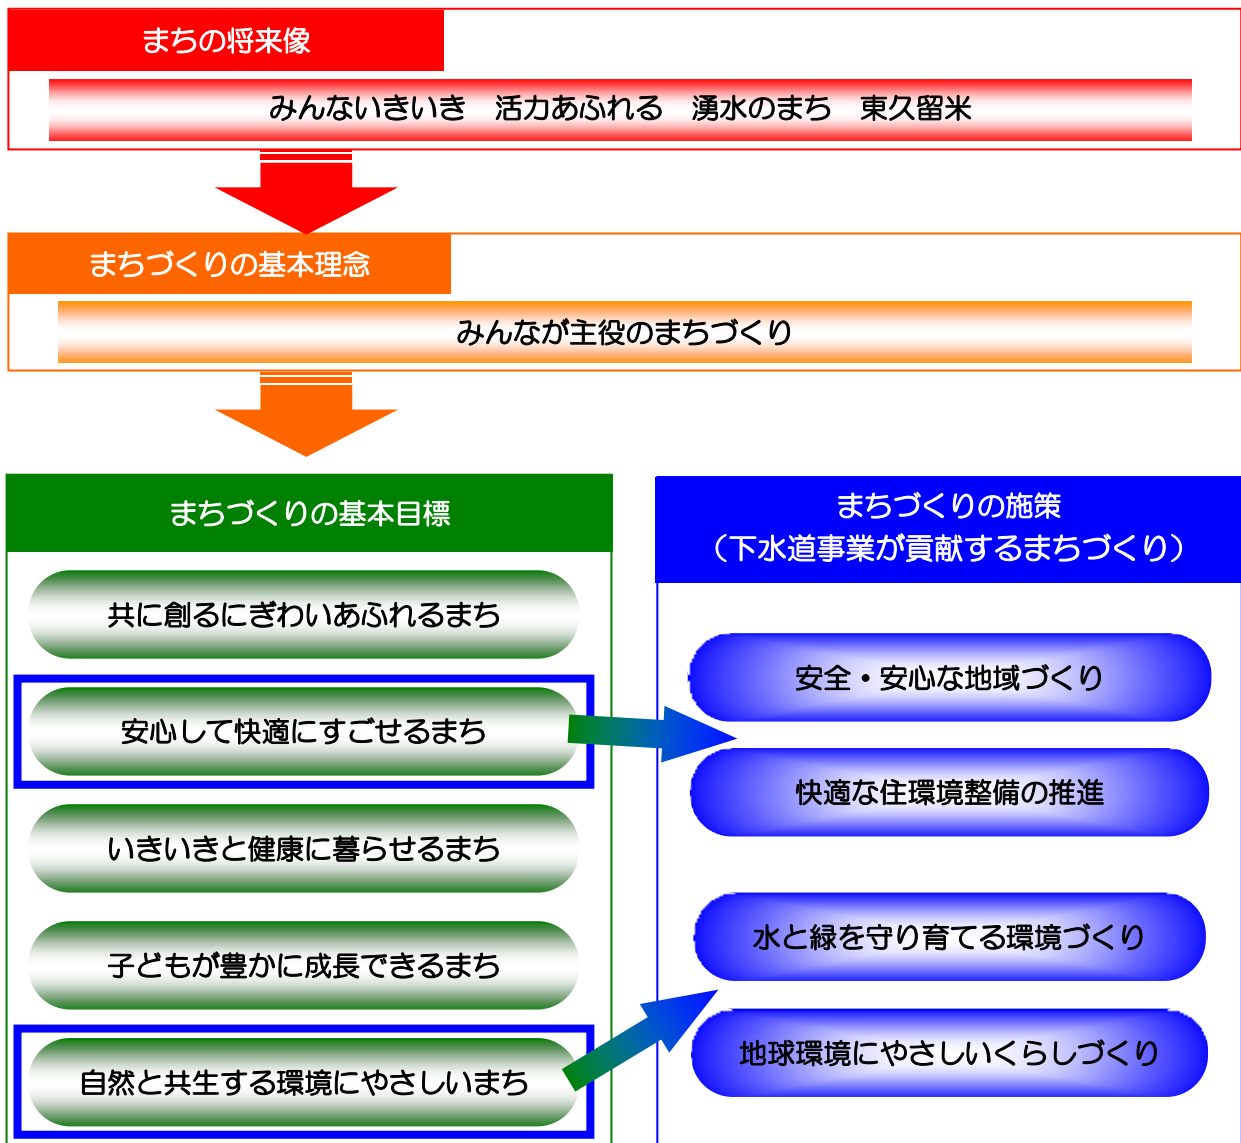 まちの将来像
みんないきいき　活力あふれる　湧水のまち　東久留米
まちづくりの基本理念
みんなが主役のまちづくり
まちづくりの基本目標
共に創るにぎわいあふれるまち
安心して快適にすごせるまち
いきいきと健康に暮らせるまち
子どもが豊かに成長できるまち
自然と共生する環境にやさしいまち
まちづくりの施策
（下水道事業が貢献するまちづくり）
安全・安心な地域づくり
快適な住環境整備の推進
水と緑を守り育てる環境づくり
地球環境にやさしいくらしづくり